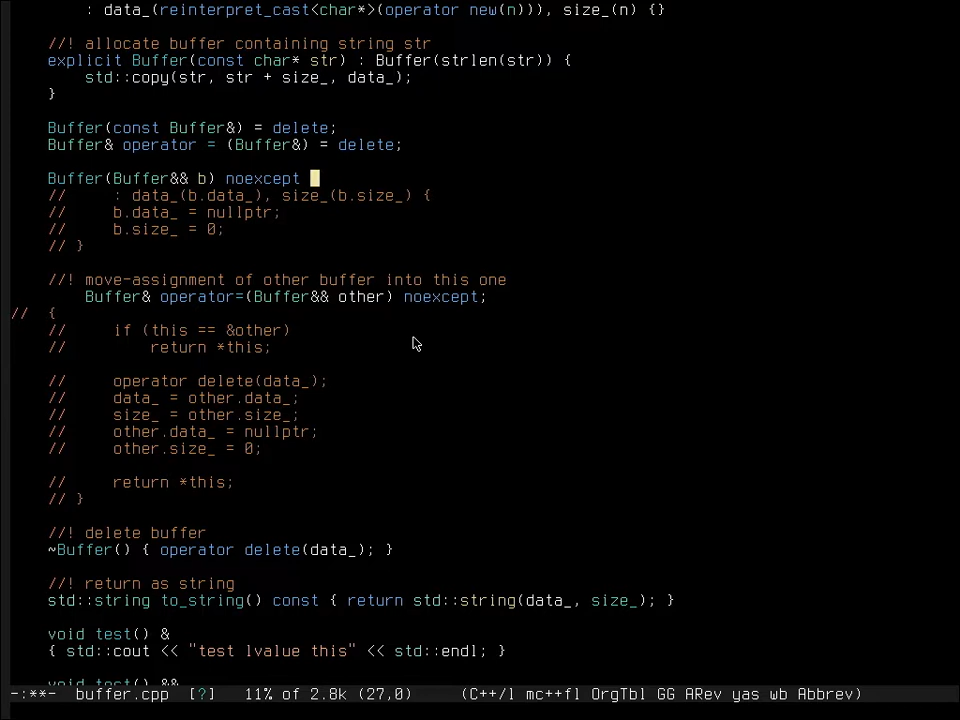 : data_(reinterpret_cast<char*>(operator new(n))), size_(n) {}
//! allocate buffer containing string str
explicit Buffer(const char* str) : Buffer(strlen(str)) {
std::copy(str, str + size_, data_);
}
Buffer(const Buffer&) = delete;
Buffer& operator = (Buffer&) = delete;
Buffer(Buffer&& b) noexcept
// : data_(b.data_), size_(b.size_) {
// b.data_ = nullptr;
// b.size_ = 0;
// }
//! move-assignment of other buffer into this one
Buffer& operator=(Buffer&& other) noexcept;
// {
// if (this == &other)
// return *this;
// operator delete(data_);
// data_ = other.data_;
// size_ = other.size_;
// other.data_ = nullptr;
// other.size_ = 0;
// return *this;
// }
//! delete buffer
~Buffer() { operator delete(data_); }
//! return as string
std::string to_string() const { return std::string(data_, size_); }
void test() &
{ std::cout << "test lvalue this" << std::endl; }
void test() &&
-:**- buffer.cpp [?] 11% of 2.8k (27,0) (C++/l mc++fl OrgTbl GG ARev yas wb Abbrev)